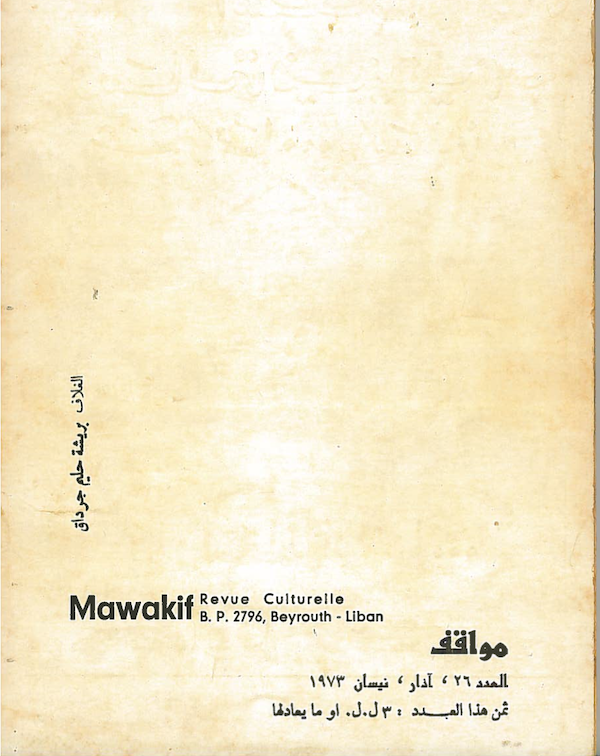 الغلاف بريشة حليم جرداق
Mawakif
Revue Culturelle
B. P. 2796, Beyrouth - Liban
مواقف
العدد ٢٦ ، آذار ، نيسان ١٩٧٣
ثمن هذا العـدد : ٣ ل.ل. او ما يعادلها